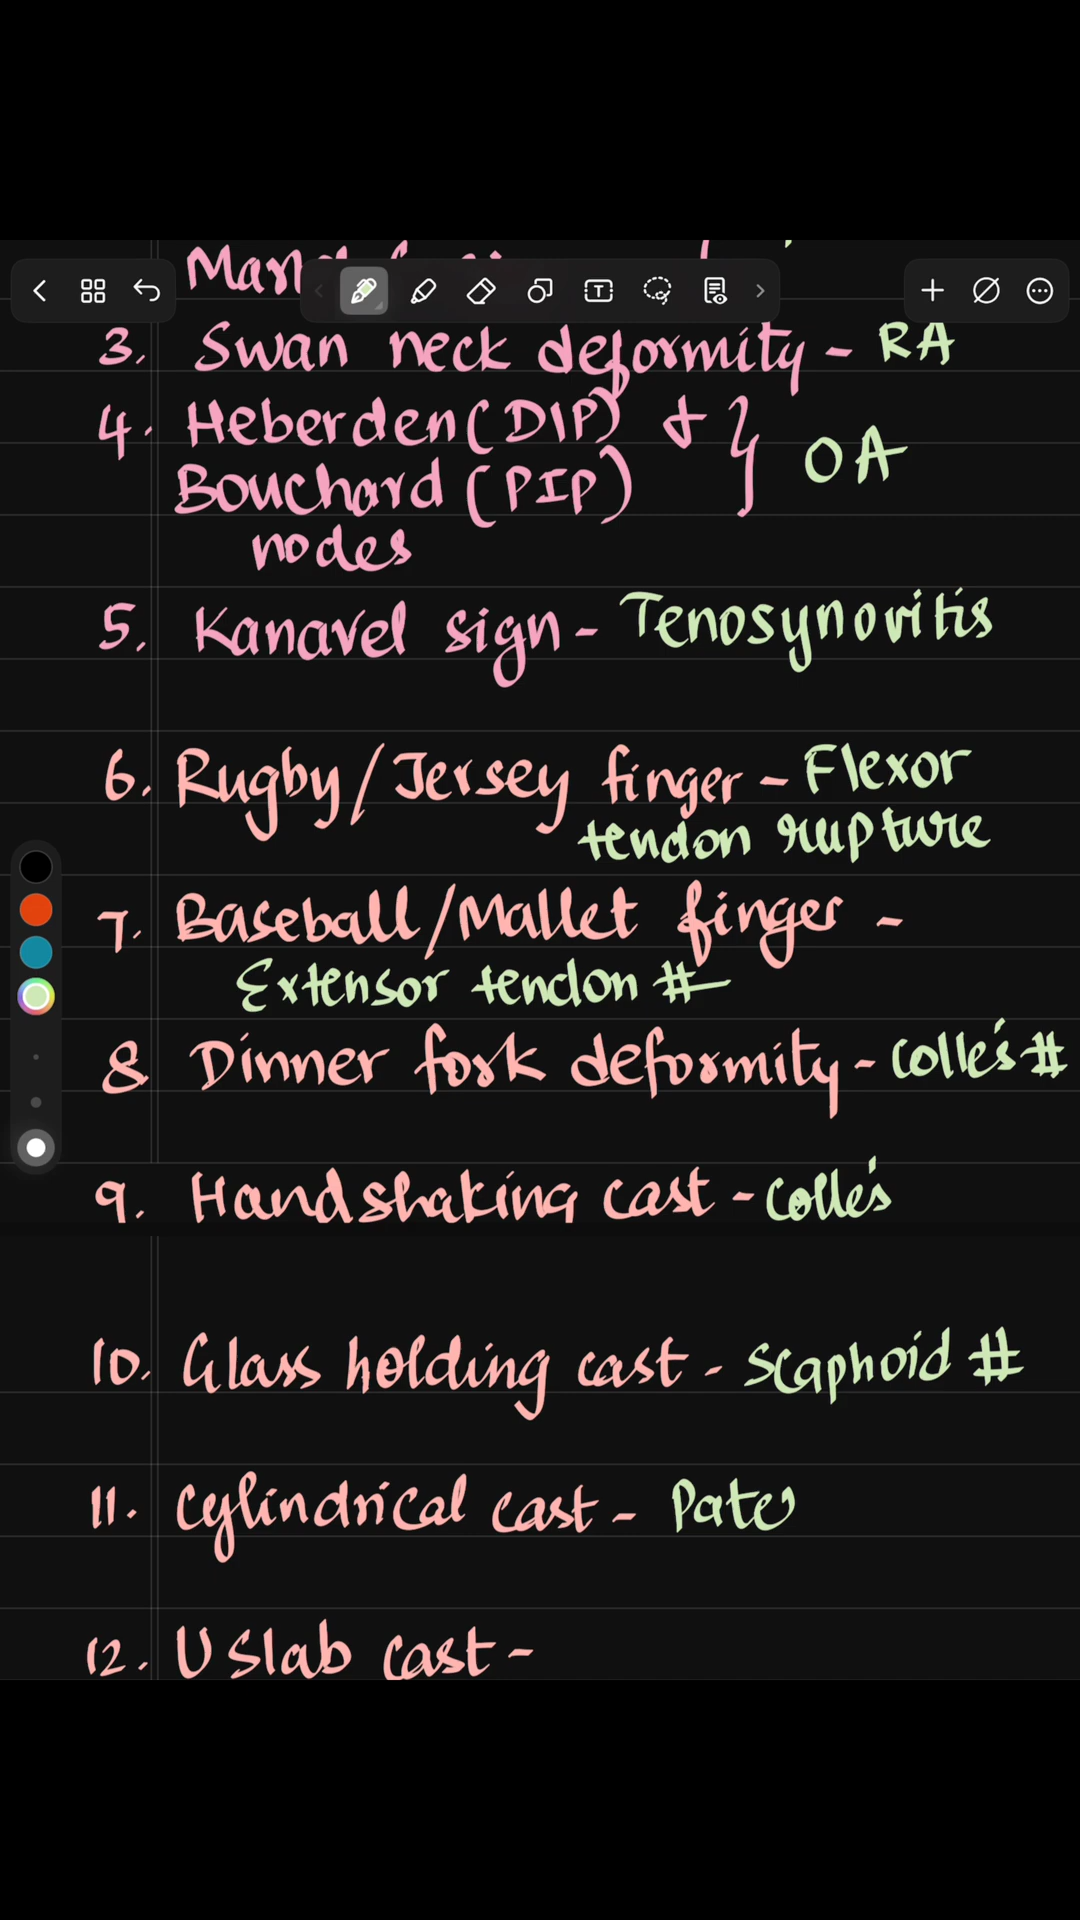 3. Swan neck deformity - RA
4. Heberden (DIP) &
Bouchard (PIP) } OA
nodes
5. Kanavel sign - Tenosynovitis
6. Rugby/Jersey finger - Flexor
tendon rupture
7. Baseball/Mallet finger -
Extensor tendon #
8. Dinner fork deformity - Colle's #
9. Handshaking cast - Colle's
10. Glass holding cast - Scaphoid #
11. Cylindrical cast - Pate
12. U slab cast -